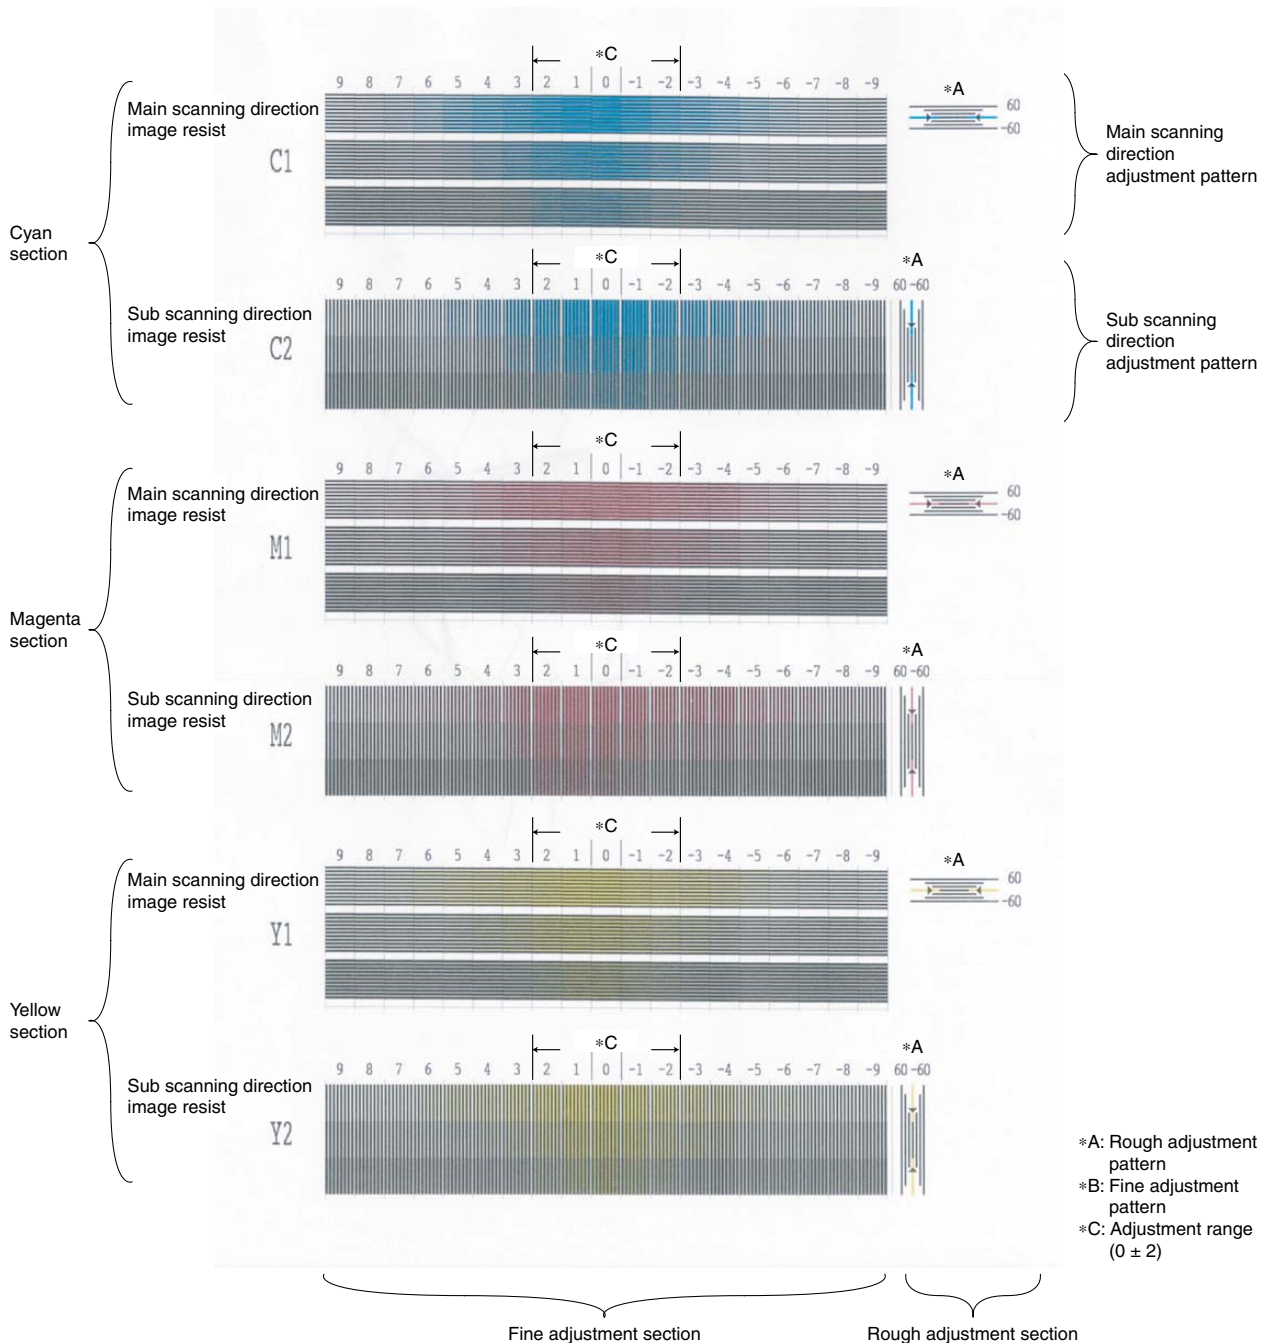 *C
9 8 7 6 5 4 3 2 1 0 -1 -2 -3 -4 -5 -6 -7 -8 -9
Main scanning direction
image resist
C1
*A
60
-60
Main scanning
direction
adjustment pattern
Cyan
section
*C
9 8 7 6 5 4 3 2 1 0 -1 -2 -3 -4 -5 -6 -7 -8 -9
Sub scanning direction
image resist
C2
*A
60 -60
Sub scanning
direction
adjustment pattern
*C
9 8 7 6 5 4 3 2 1 0 -1 -2 -3 -4 -5 -6 -7 -8 -9
Main scanning direction
image resist
M1
*A
60
-60
Magenta
section
*C
9 8 7 6 5 4 3 2 1 0 -1 -2 -3 -4 -5 -6 -7 -8 -9
Sub scanning direction
image resist
M2
*A
60 -60
*C
9 8 7 6 5 4 3 2 1 0 -1 -2 -3 -4 -5 -6 -7 -8 -9
Main scanning direction
image resist
Y1
*A
60
-60
Yellow
section
*C
9 8 7 6 5 4 3 2 1 0 -1 -2 -3 -4 -5 -6 -7 -8 -9
Sub scanning direction
image resist
Y2
*A
60 -60
*A: Rough adjustment
pattern
*B: Fine adjustment
pattern
*C: Adjustment range
(0 ± 2)
Fine adjustment section
Rough adjustment section